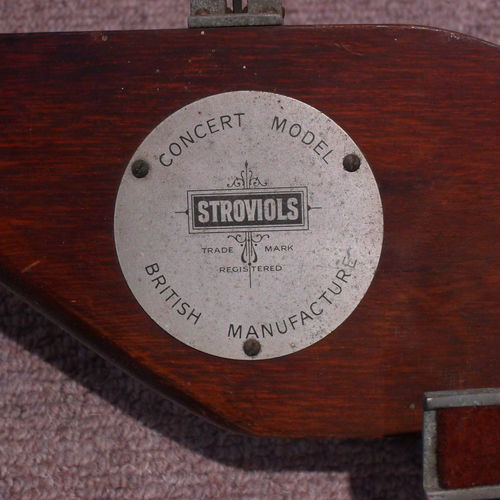 CONCERT MODEL
STROVIOLS
TRADE MARK
REGISTERED
BRITISH MANUFACTURE